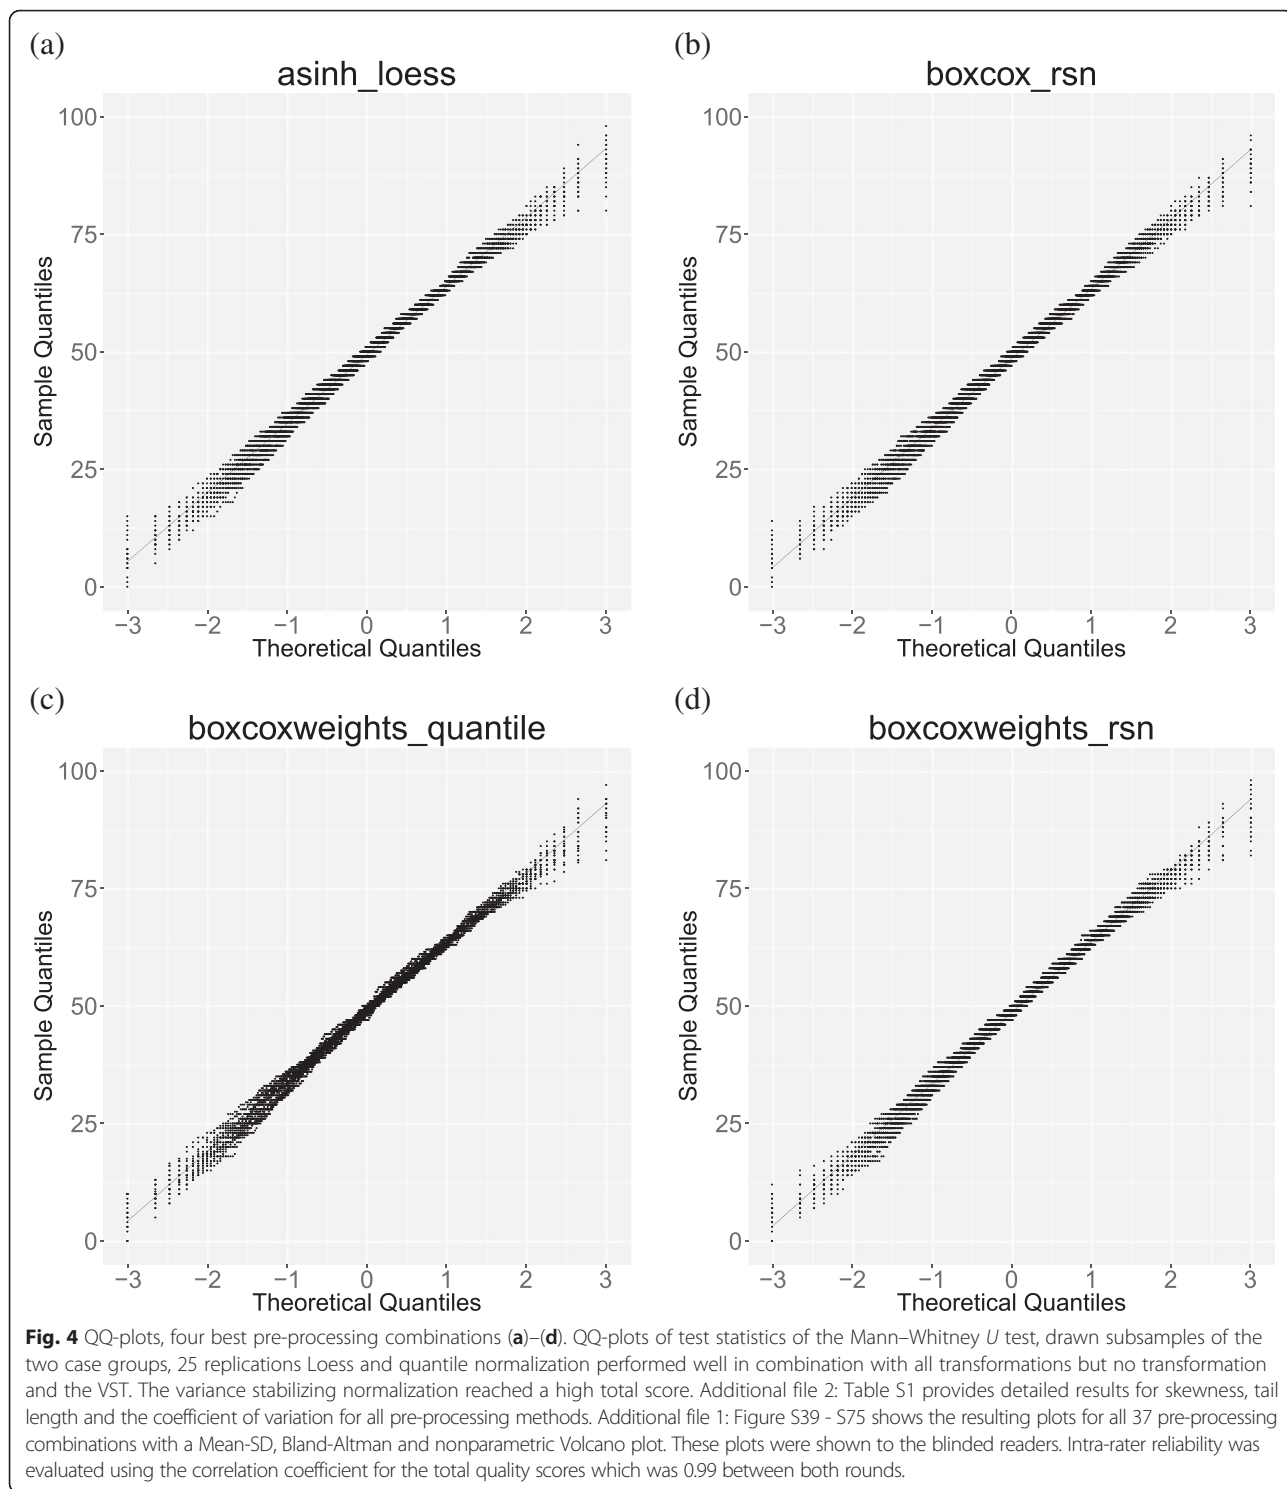 (a)
asinh_loess
100
75
50
25
0
Sample Quantiles
−3 −2 −1 0 1 2 3
Theoretical Quantiles
(b)
boxcox_rsn
100
75
50
25
0
Sample Quantiles
−3 −2 −1 0 1 2 3
Theoretical Quantiles
(c)
boxcoxweights_quantile
100
75
50
25
0
Sample Quantiles
−3 −2 −1 0 1 2 3
Theoretical Quantiles
(d)
boxcoxweights_rsn
100
75
50
25
0
Sample Quantiles
−3 −2 −1 0 1 2 3
Theoretical Quantiles
Fig. 4 QQ-plots, four best pre-processing combinations (a)–(d). QQ-plots of test statistics of the Mann–Whitney U test, drawn subsamples of the
two case groups, 25 replications Loess and quantile normalization performed well in combination with all transformations but no transformation
and the VST. The variance stabilizing normalization reached a high total score. Additional file 2: Table S1 provides detailed results for skewness, tail
length and the coefficient of variation for all pre-processing methods. Additional file 1: Figure S39 - S75 shows the resulting plots for all 37 pre-processing
combinations with a Mean-SD, Bland-Altman and nonparametric Volcano plot. These plots were shown to the blinded readers. Intra-rater reliability was
evaluated using the correlation coefficient for the total quality scores which was 0.99 between both rounds.